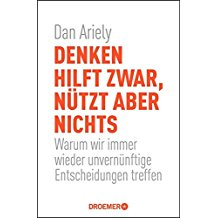 Dan Ariely
DENKEN
HILFT ZWAR,
NÜTZT ABER
NICHTS
Warum wir immer
wieder unvernünftige
Entscheidungen treffen
DROEMER